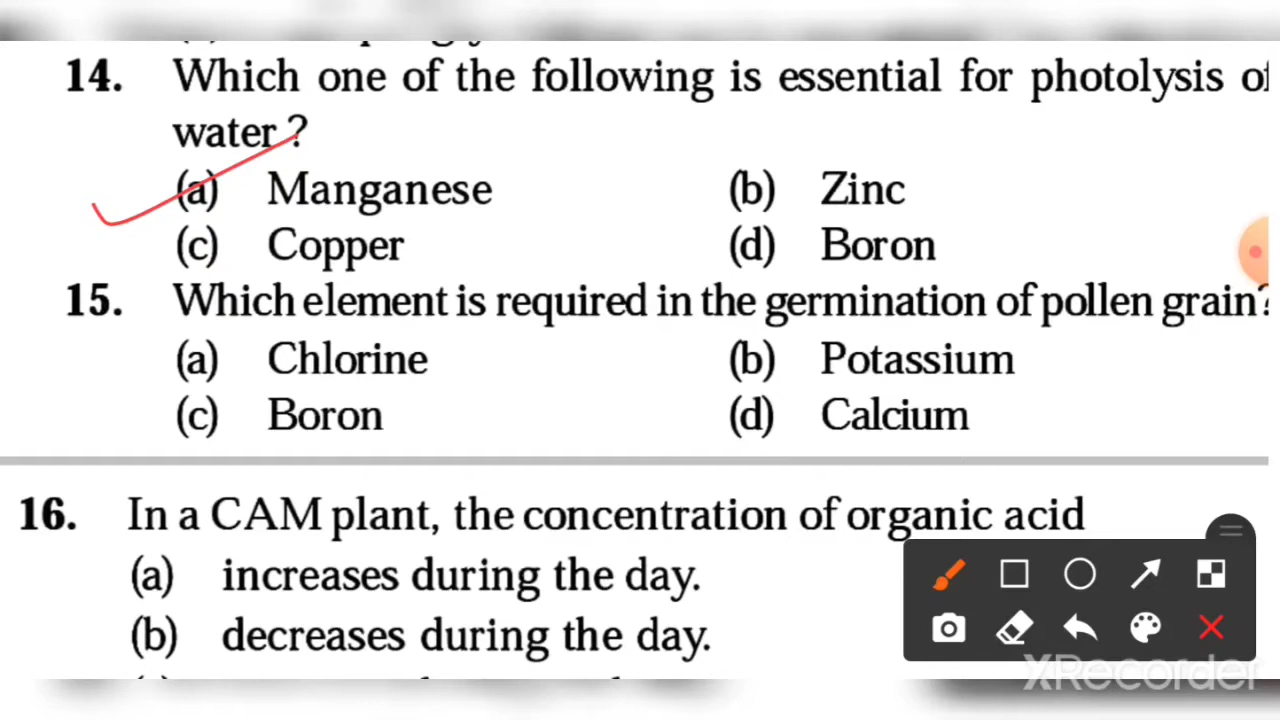 14. Which one of the following is essential for photolysis of
water ?
(a) Manganese (b) Zinc
(c) Copper (d) Boron
15. Which element is required in the germination of pollen grain?
(a) Chlorine (b) Potassium
(c) Boron (d) Calcium
16. In a CAM plant, the concentration of organic acid
(a) increases during the day.
(b) decreases during the day.
XRecorder